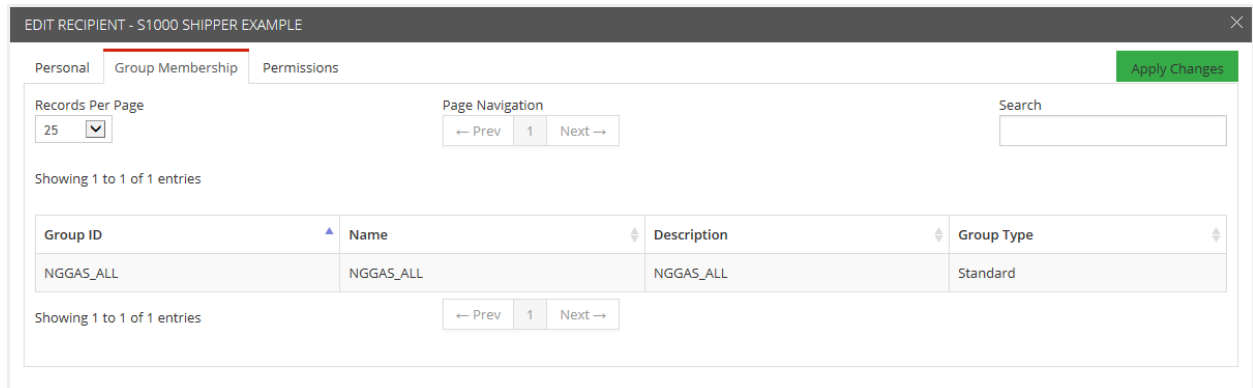 EDIT RECIPIENT - S1000 SHIPPER EXAMPLE
Personal Group Membership Permissions Apply Changes
Records Per Page Page Navigation Search
25 ← Prev 1 Next →
Showing 1 to 1 of 1 entries
Group ID Name Description Group Type
NGGAS_ALL NGGAS_ALL NGGAS_ALL Standard
Showing 1 to 1 of 1 entries ← Prev 1 Next →